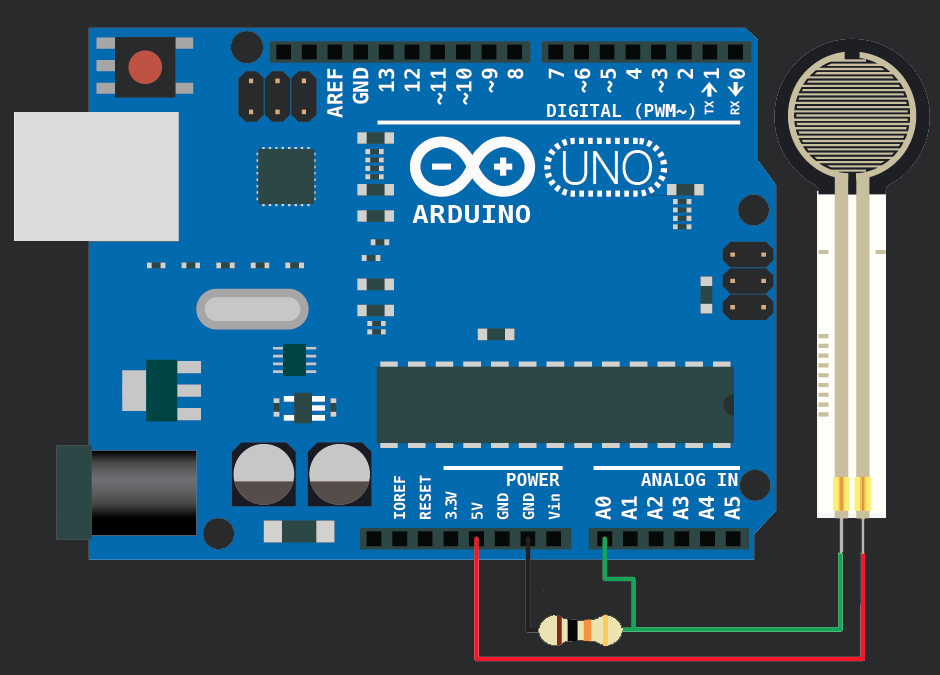 AREF
GND
13
12
~11
~10
~9
8
7
~6
~5
4
~3
2
TX→1
RX←0
DIGITAL (PWM~)
UNO
ARDUINO
POWER
ANALOG IN
IOREF
RESET
3.3V
5V
GND
GND
Vin
A0
A1
A2
A3
A4
A5